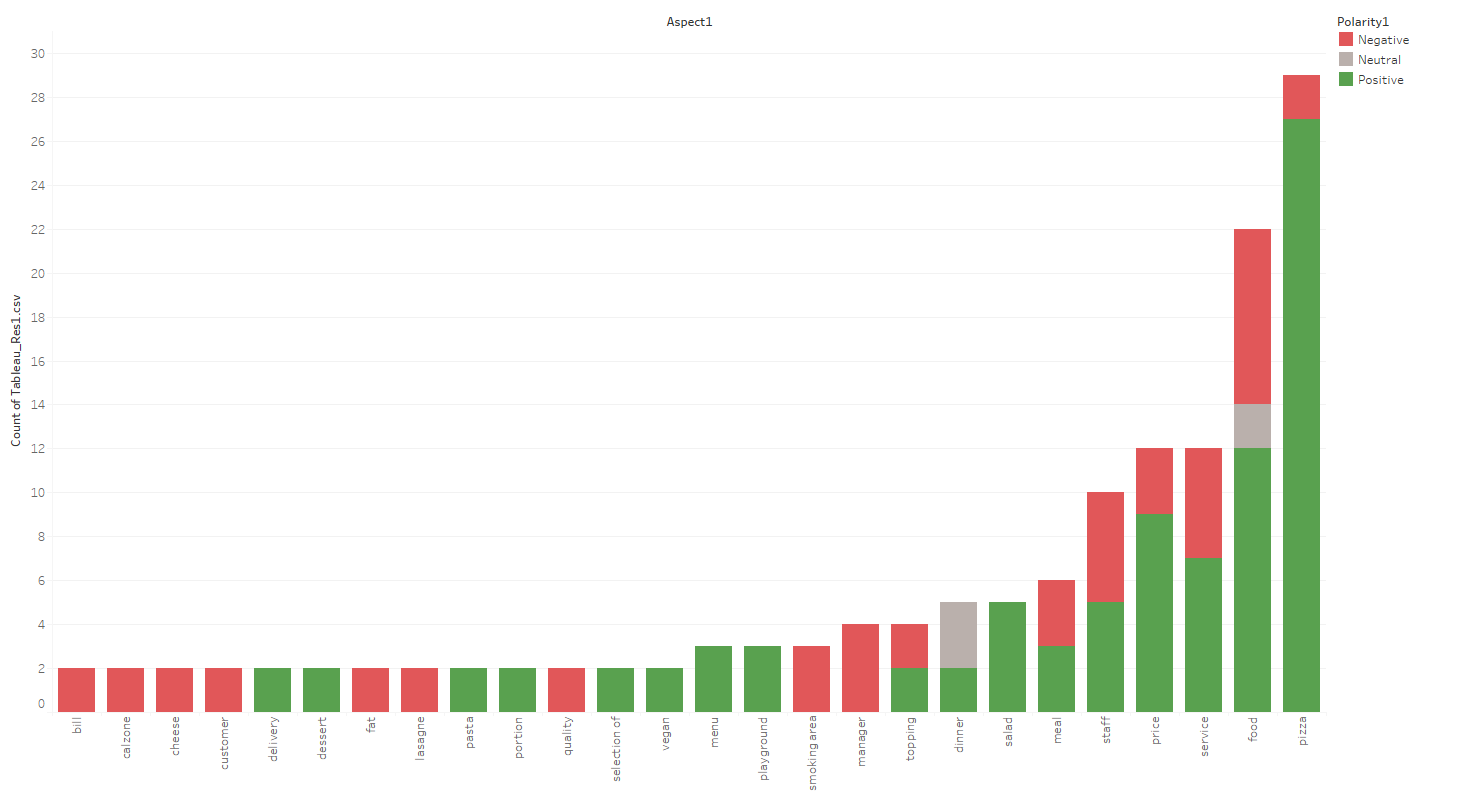 Aspect1
Polarity1
Negative
Neutral
Positive
Count of Tableau_Res1.csv
30
28
26
24
22
20
18
16
14
12
10
8
6
4
2
0
bill
calzone
cheese
customer
delivery
dessert
fat
lasagne
pasta
portion
quality
selection of
vegan
menu
playground
smoking area
manager
topping
dinner
salad
meal
staff
price
service
food
pizza